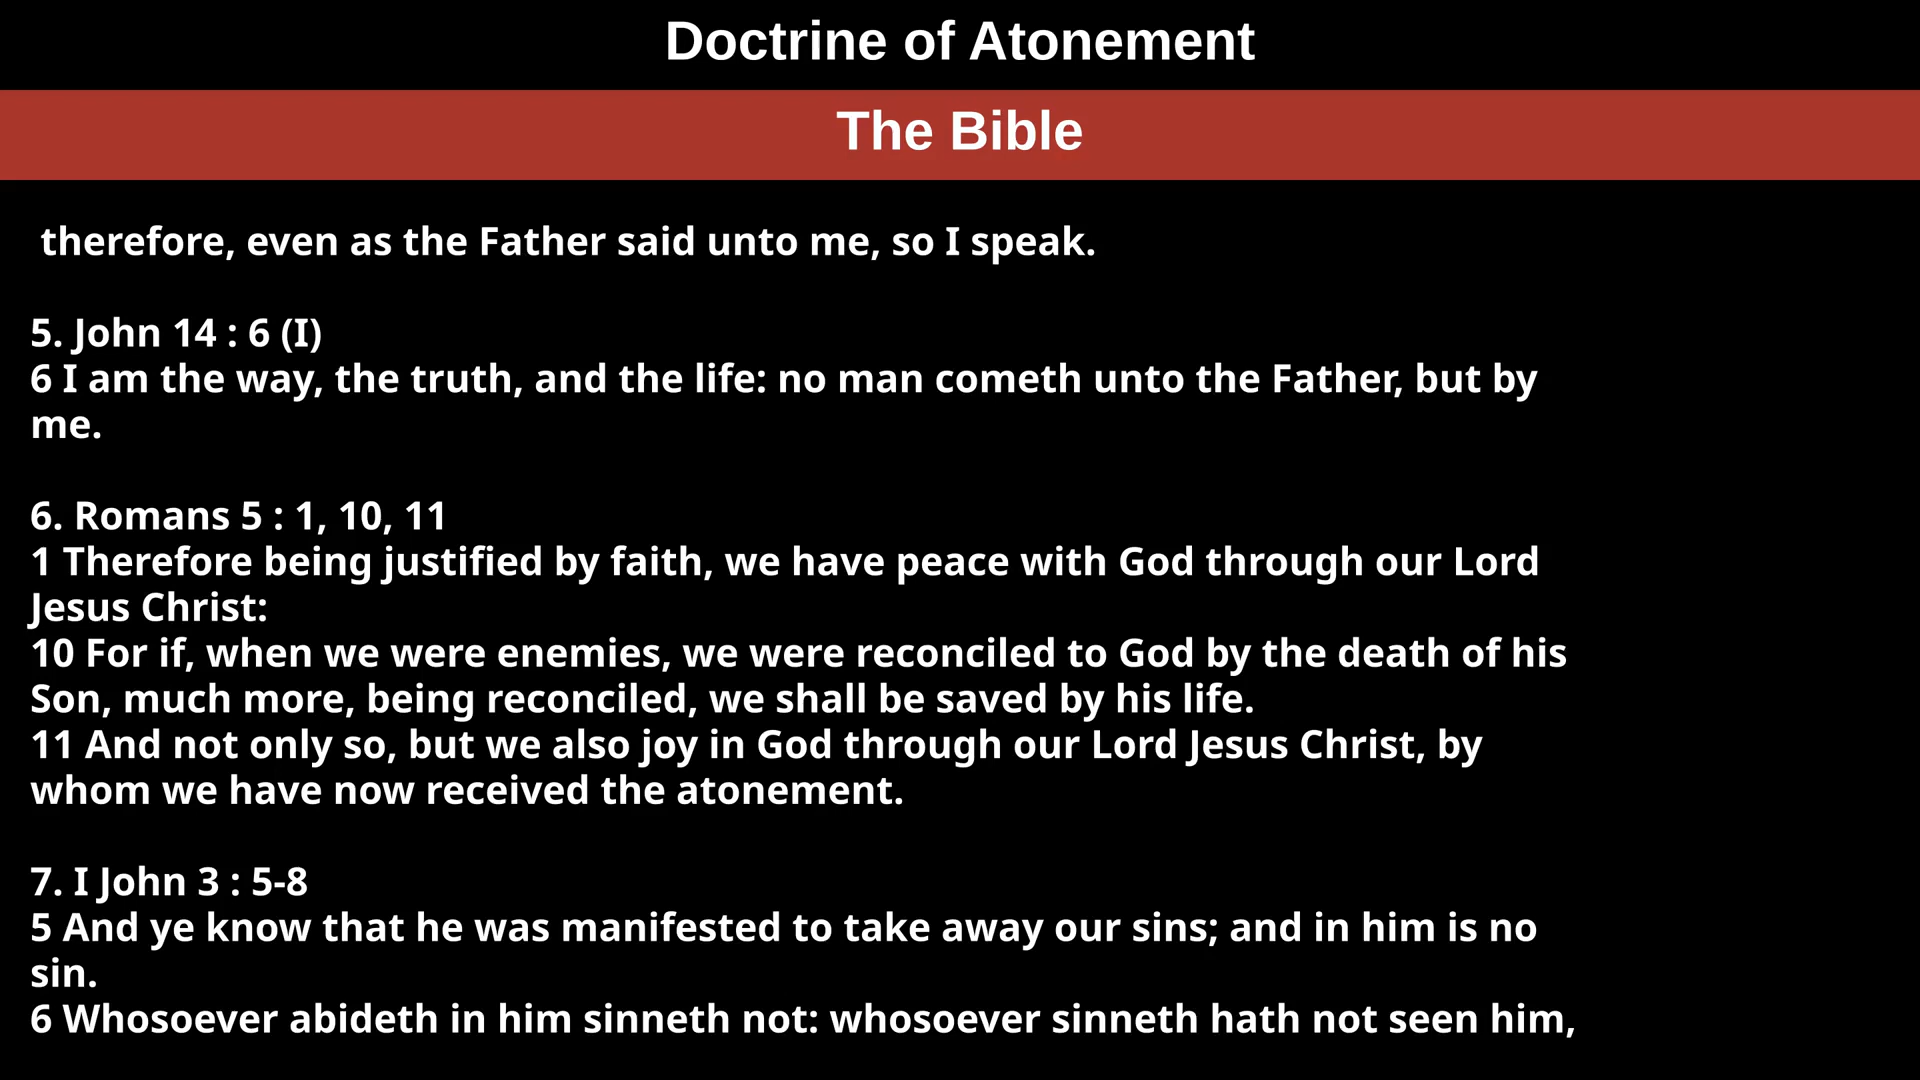 Doctrine of Atonement
The Bible
therefore, even as the Father said unto me, so I speak.
5. John 14 : 6 (I)
6 I am the way, the truth, and the life: no man cometh unto the Father, but by
me.
6. Romans 5 : 1, 10, 11
1 Therefore being justified by faith, we have peace with God through our Lord
Jesus Christ:
10 For if, when we were enemies, we were reconciled to God by the death of his
Son, much more, being reconciled, we shall be saved by his life.
11 And not only so, but we also joy in God through our Lord Jesus Christ, by
whom we have now received the atonement.
7. I John 3 : 5-8
5 And ye know that he was manifested to take away our sins; and in him is no
sin.
6 Whosoever abideth in him sinneth not: whosoever sinneth hath not seen him,